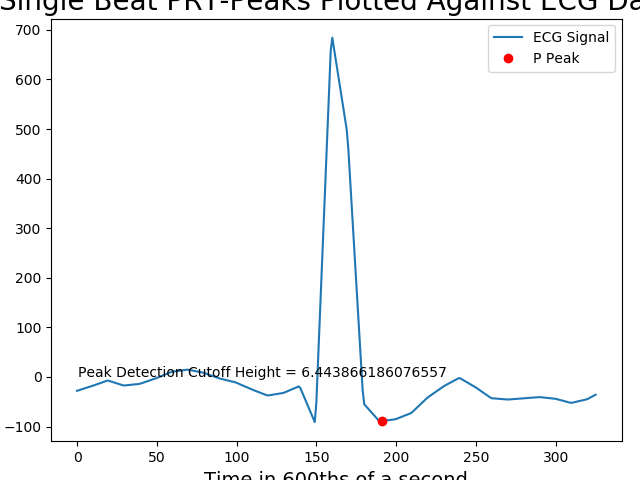 Single Beat PRT-Peaks Plotted Against ECG Da
700
600
500
400
300
200
100
0
−100
ECG Signal
P Peak
Peak Detection Cutoff Height = 6.443866186076557
0 50 100 150 200 250 300
Time in 600ths of a second